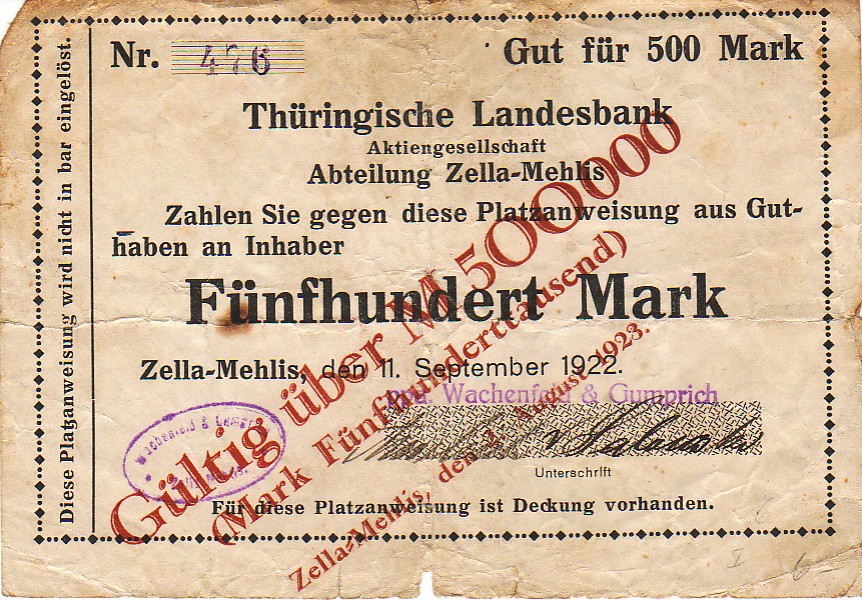 Nr. 476
Gut für 500 Mark
Thüringische Landesbank
Aktiengesellschaft
Abteilung Zella-Mehlis
Zahlen Sie gegen diese Platzanweisung aus Gut-
haben an Inhaber
Fünfhundert Mark
Zella-Mehlis, den 11. September 1922.
Wachenfeld & Gumprich
Unterschrift
Für diese Platzanweisung ist Deckung vorhanden.
Diese Platzanweisung wird nicht in bar eingelöst.
Gültig über M 500000
(Mark Fünfhunderttausend)
Zella-Mehlis, den 2. August 1923.